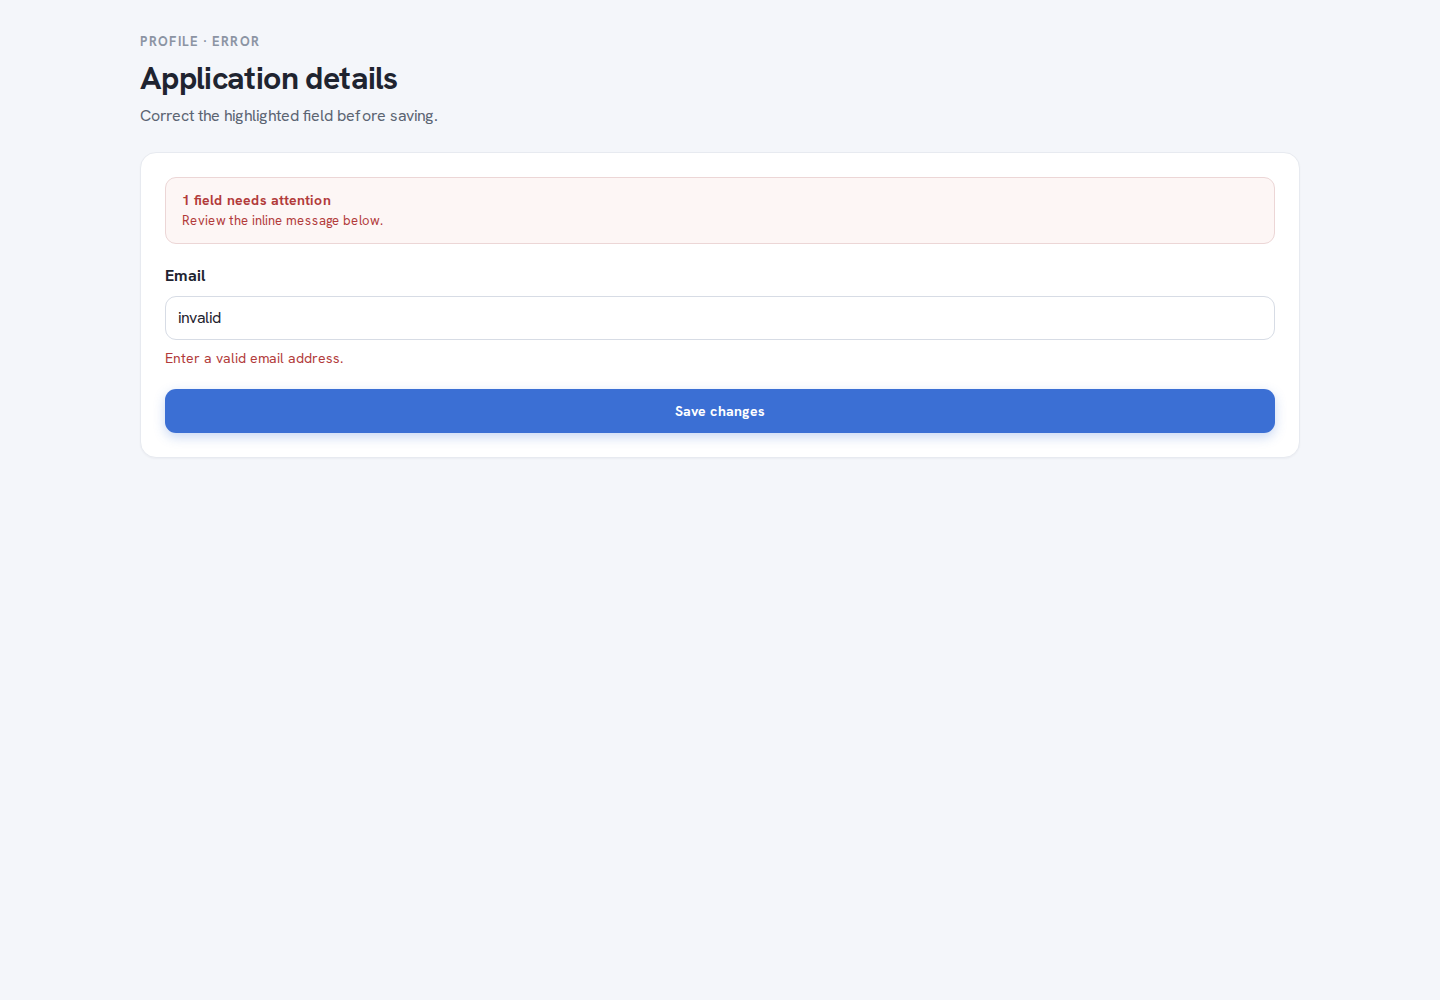 PROFILE · ERROR
Application details
Correct the highlighted field before saving.
1 field needs attention
Review the inline message below.
Email
invalid
Enter a valid email address.
Save changes